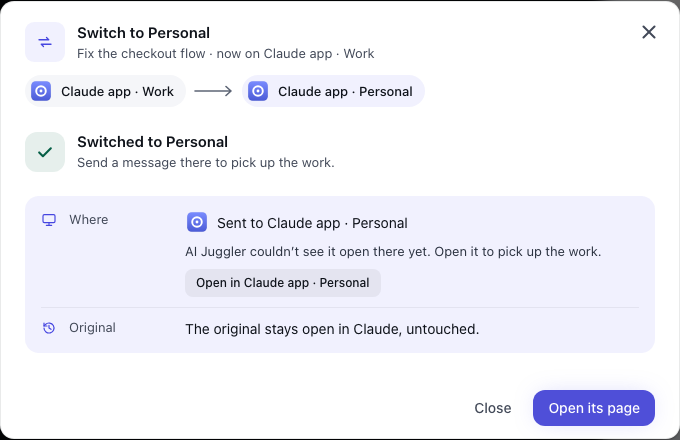 Switch to Personal
Fix the checkout flow · now on Claude app · Work
Claude app · Work
Claude app · Personal
Switched to Personal
Send a message there to pick up the work.
Where
Sent to Claude app · Personal
AI Juggler couldn’t see it open there yet. Open it to pick up the work.
Open in Claude app · Personal
Original
The original stays open in Claude, untouched.
Close
Open its page